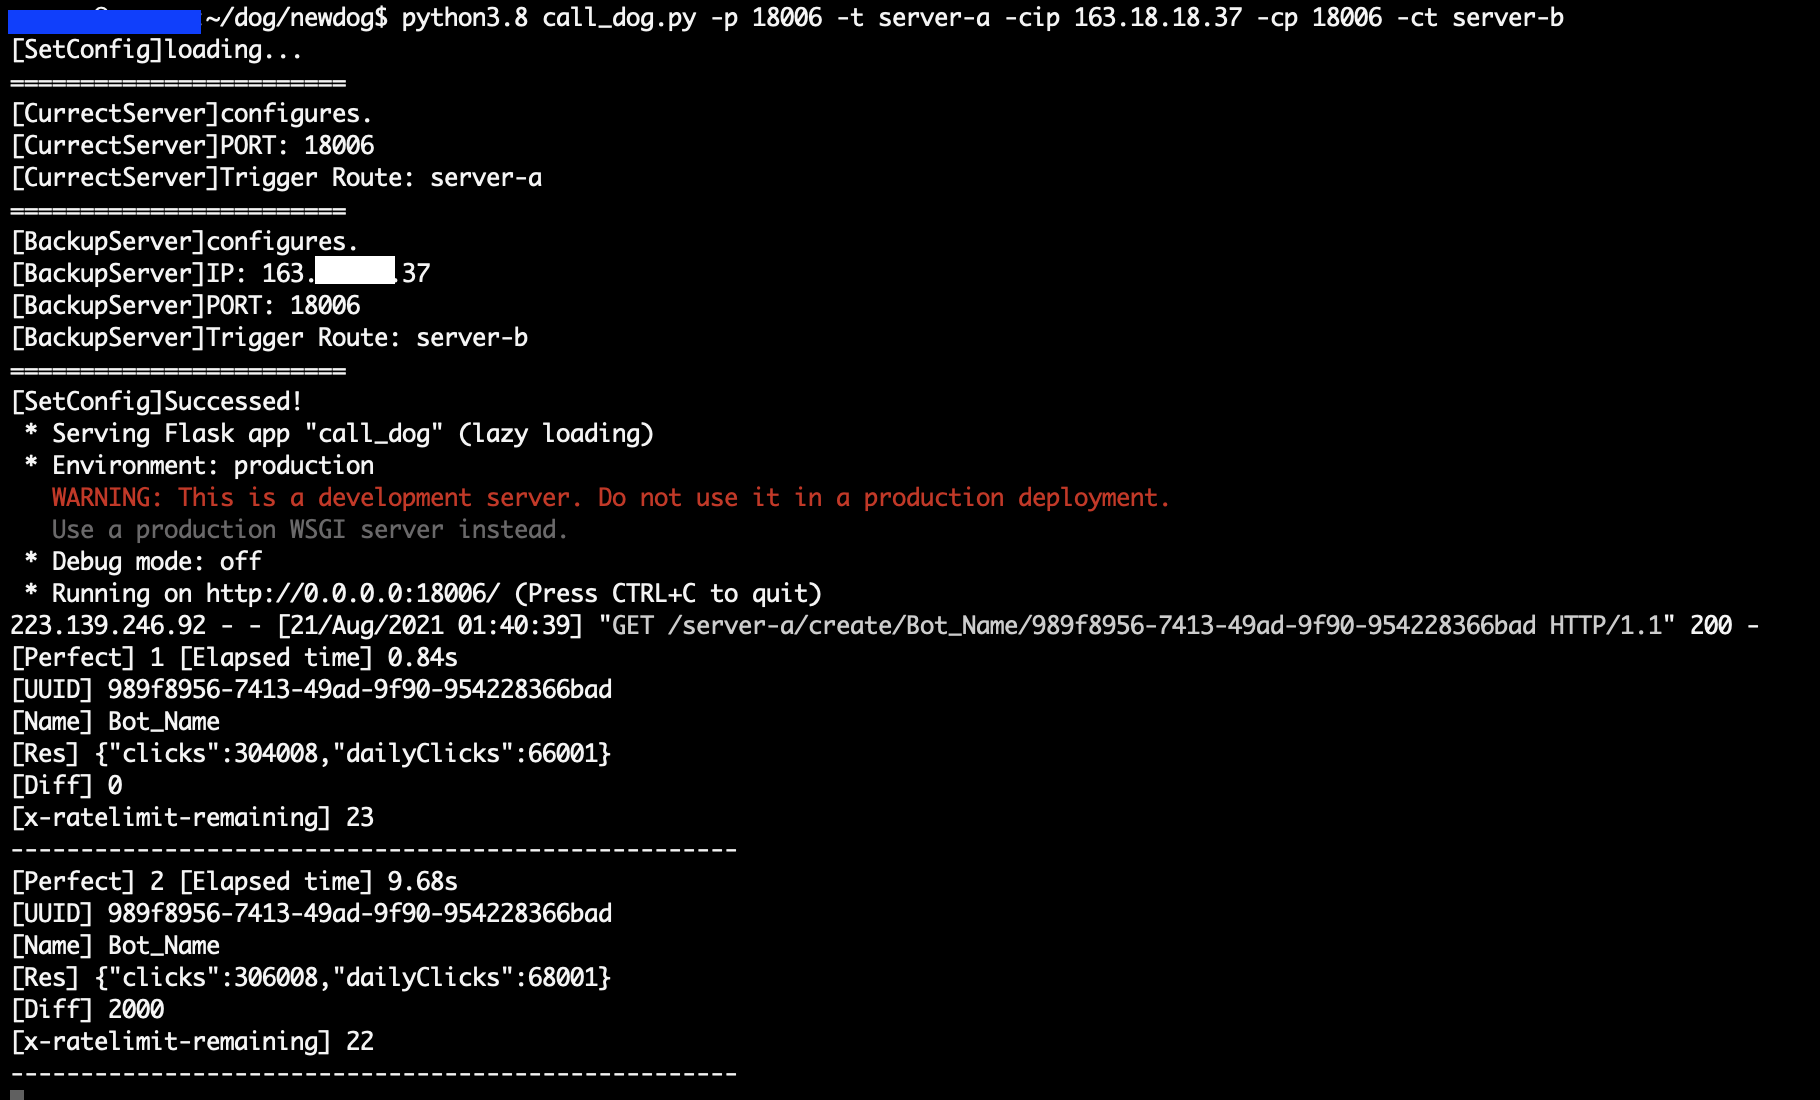 :~/dog/newdog$ python3.8 call_dog.py -p 18006 -t server-a -cip 163.18.18.37 -cp 18006 -ct server-b
[SetConfig]loading...
========================
[CurrectServer]configures.
[CurrectServer]PORT: 18006
[CurrectServer]Trigger Route: server-a
========================
[BackupServer]configures.
[BackupServer]IP: 163. .37
[BackupServer]PORT: 18006
[BackupServer]Trigger Route: server-b
========================
[SetConfig]Successed!
* Serving Flask app "call_dog" (lazy loading)
* Environment: production
WARNING: This is a development server. Do not use it in a production deployment.
Use a production WSGI server instead.
* Debug mode: off
* Running on http://0.0.0.0:18006/ (Press CTRL+C to quit)
223.139.246.92 - - [21/Aug/2021 01:40:39] "GET /server-a/create/Bot_Name/989f8956-7413-49ad-9f90-954228366bad HTTP/1.1" 200 -
[Perfect] 1 [Elapsed time] 0.84s
[UUID] 989f8956-7413-49ad-9f90-954228366bad
[Name] Bot_Name
[Res] {"clicks":304008,"dailyClicks":66001}
[Diff] 0
[x-ratelimit-remaining] 23
----------------------------------------------------
[Perfect] 2 [Elapsed time] 9.68s
[UUID] 989f8956-7413-49ad-9f90-954228366bad
[Name] Bot_Name
[Res] {"clicks":306008,"dailyClicks":68001}
[Diff] 2000
[x-ratelimit-remaining] 22
----------------------------------------------------